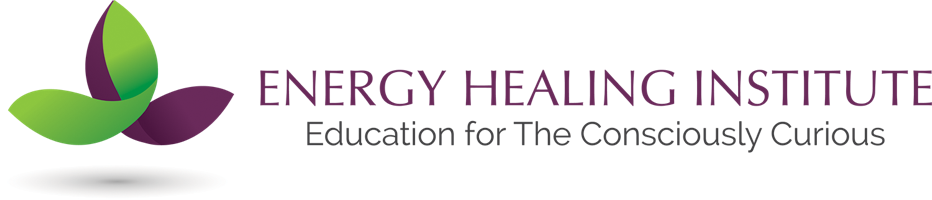 ENERGY HEALING INSTITUTE
Education for The Consciously Curious